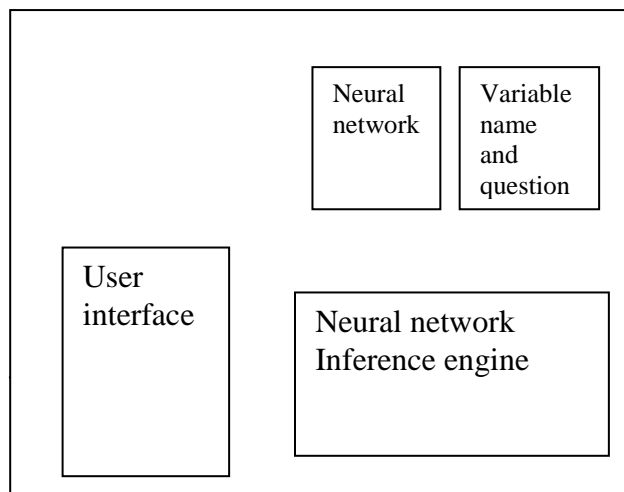 Neural
network
Variable
name
and
question
User
interface
Neural network
Inference engine